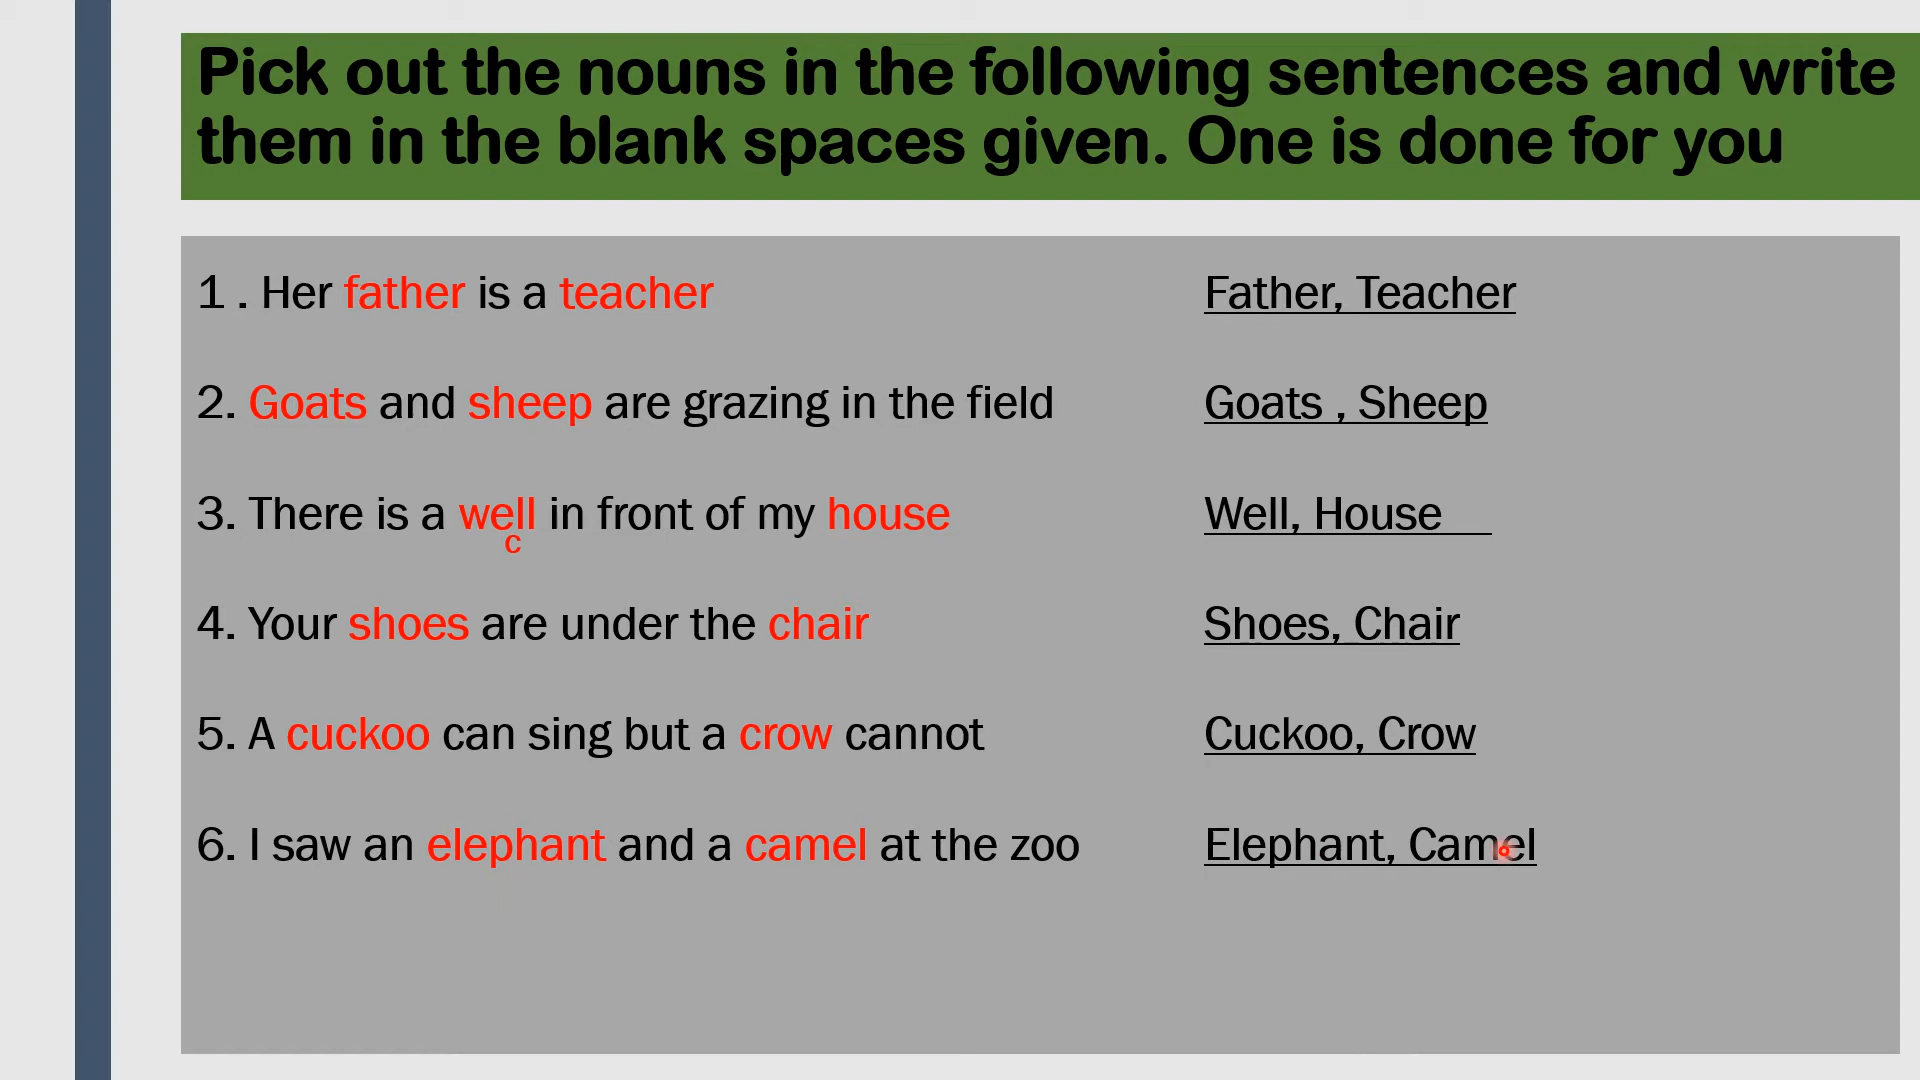 Pick out the nouns in the following sentences and write
them in the blank spaces given. One is done for you
1 . Her father is a teacher Father, Teacher
2. Goats and sheep are grazing in the field Goats , Sheep
3. There is a well in front of my house Well, House
c
4. Your shoes are under the chair Shoes, Chair
5. A cuckoo can sing but a crow cannot Cuckoo, Crow
6. I saw an elephant and a camel at the zoo Elephant, Camel